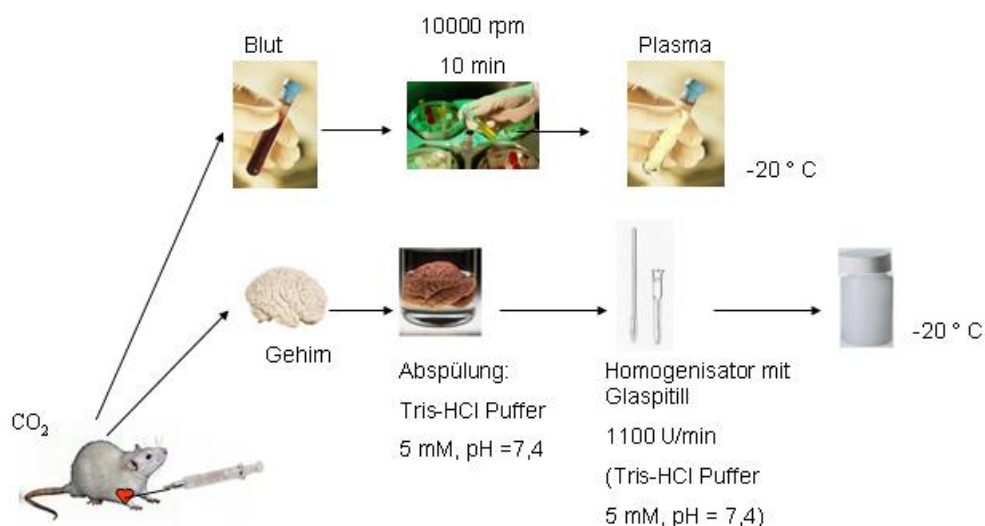 Blut
10000 rpm
10 min
Plasma
-20 ° C
Gehirn
Abspülung:
Tris-HCl Puffer
5 mM, pH =7,4
Homogenisator mit
Glaspitill
1100 U/min
(Tris-HCl Puffer
5 mM, pH = 7,4)
-20 ° C
CO₂